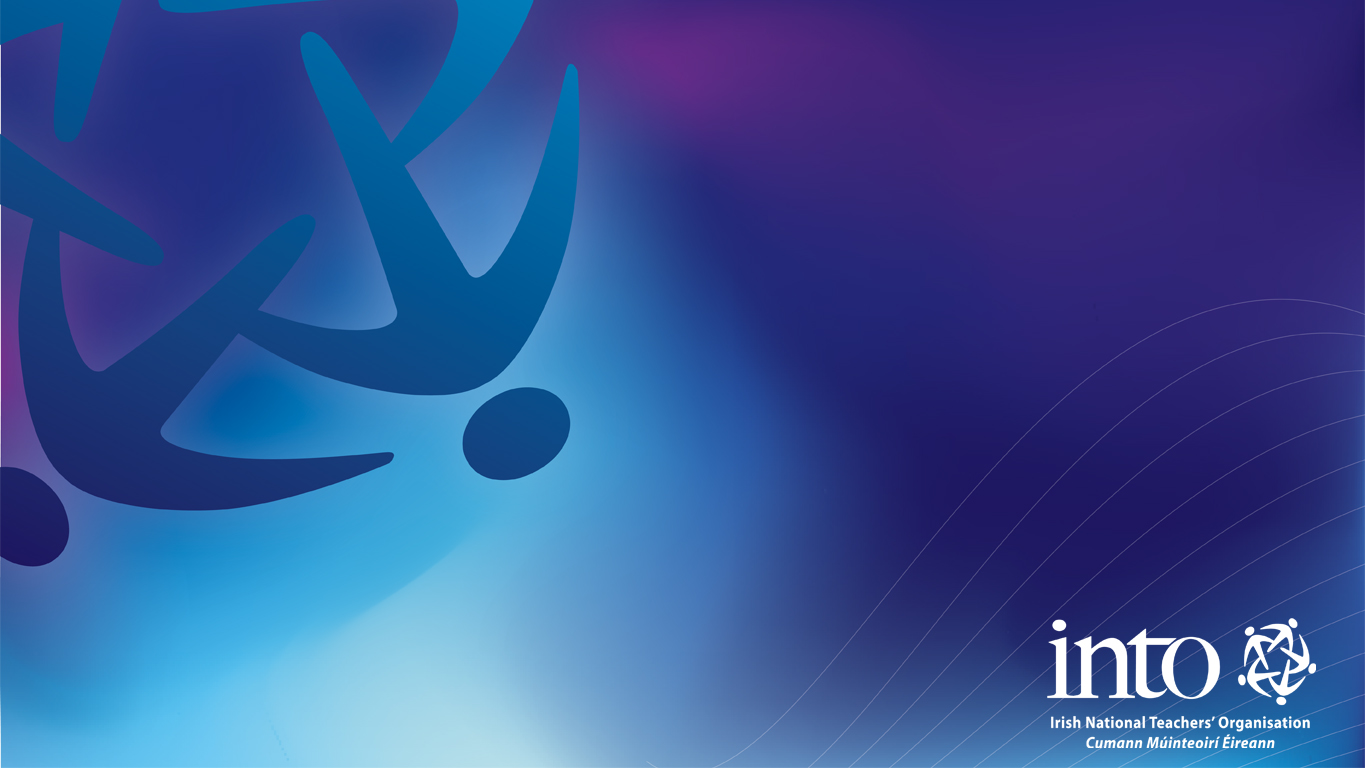 into
Irish National Teachers’ Organisation
Cumann Múinteoirí Éireann